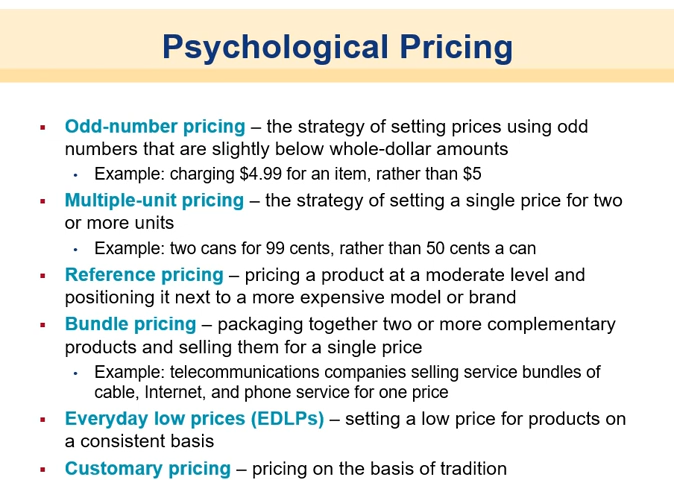 Psychological Pricing
▪ Odd-number pricing – the strategy of setting prices using odd
numbers that are slightly below whole-dollar amounts
• Example: charging $4.99 for an item, rather than $5
▪ Multiple-unit pricing – the strategy of setting a single price for two
or more units
• Example: two cans for 99 cents, rather than 50 cents a can
▪ Reference pricing – pricing a product at a moderate level and
positioning it next to a more expensive model or brand
▪ Bundle pricing – packaging together two or more complementary
products and selling them for a single price
• Example: telecommunications companies selling service bundles of
cable, Internet, and phone service for one price
▪ Everyday low prices (EDLPs) – setting a low price for products on
a consistent basis
▪ Customary pricing – pricing on the basis of tradition